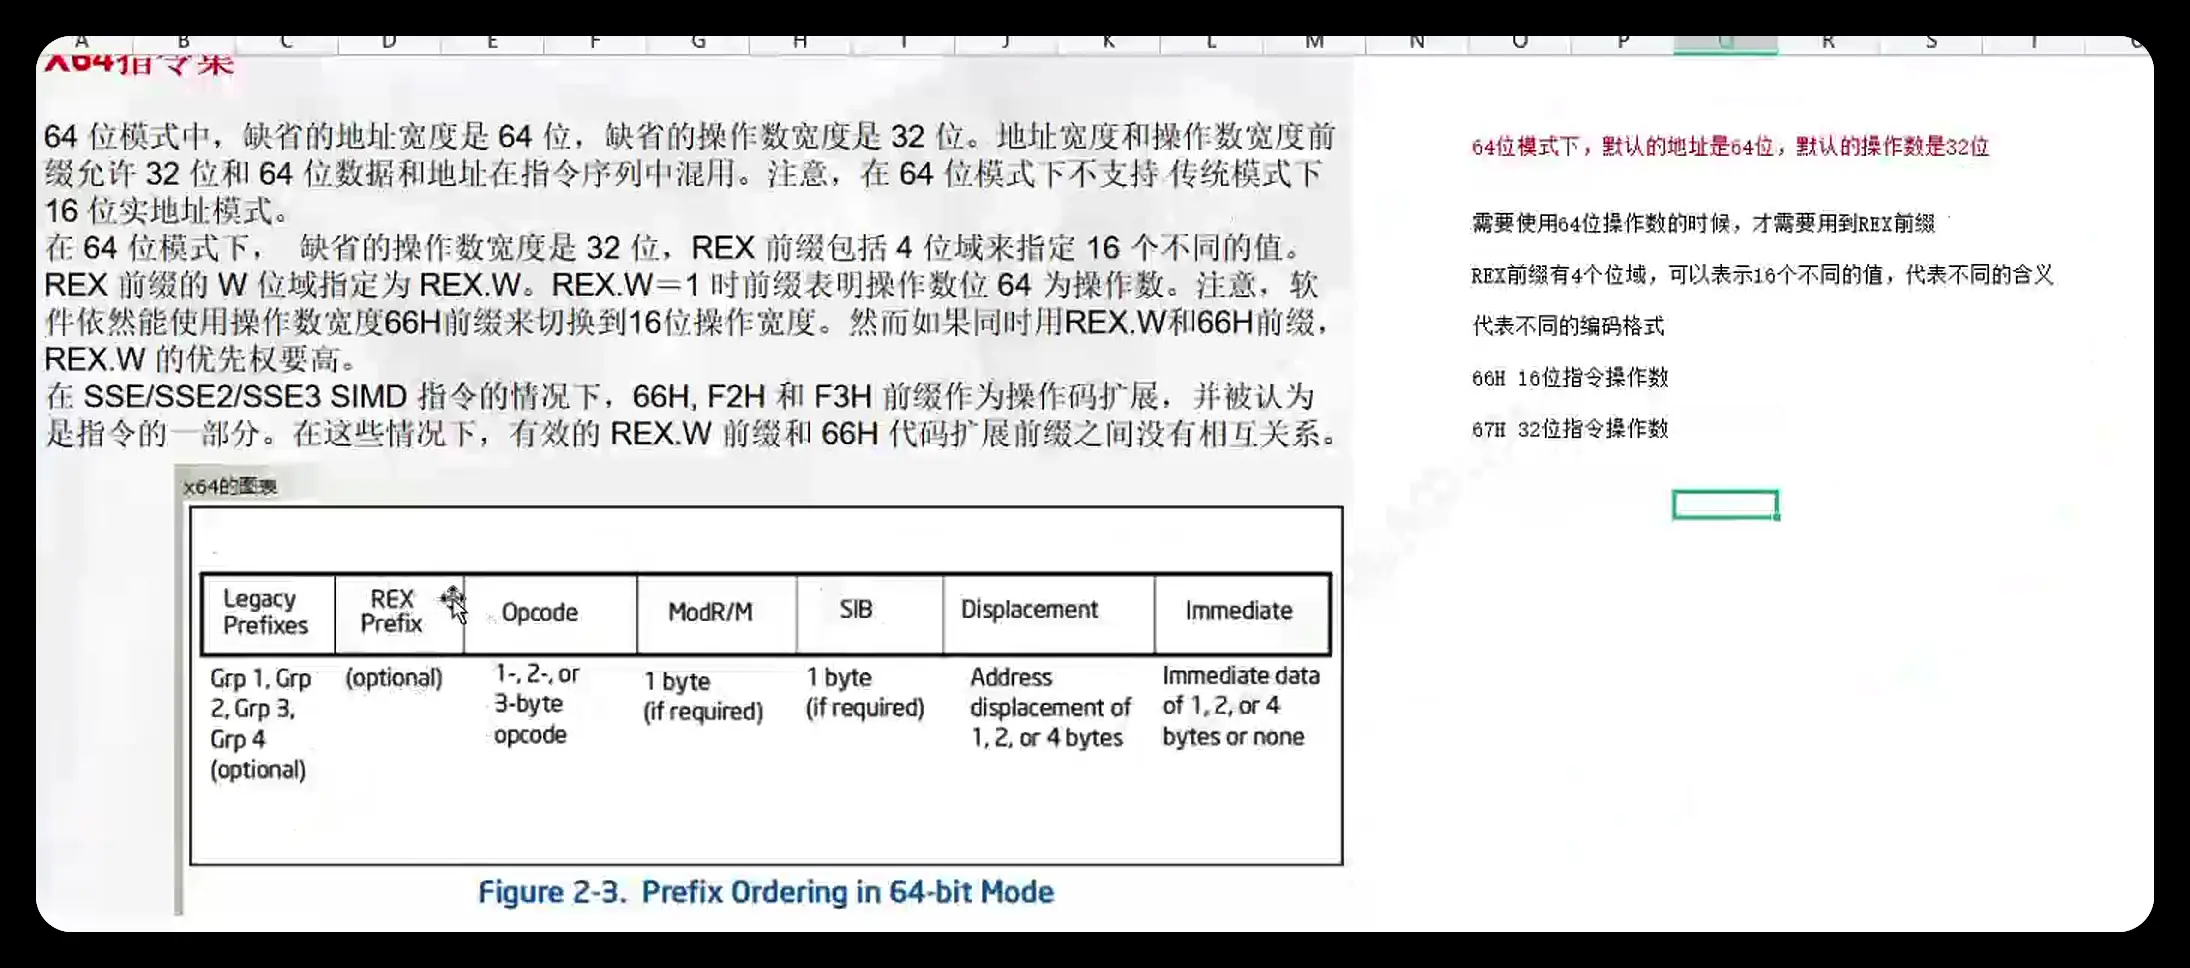 A B C D E F G H I J K L M N O P Q R S T
X64指令集
64 位模式中，缺省的地址宽度是 64 位，缺省的操作数宽度是 32 位。地址宽度和操作数宽度前
缀允许 32 位和 64 位数据和地址在指令序列中混用。注意，在 64 位模式下不支持 传统模式下
16 位实地址模式。
在 64 位模式下， 缺省的操作数宽度是 32 位，REX 前缀包括 4 位域来指定 16 个不同的值。
REX 前缀的 W 位域指定为 REX.W。REX.W＝1 时前缀表明操作数位 64 为操作数。注意，软
件依然能使用操作数宽度66H前缀来切换到16位操作宽度。然而如果同时用REX.W和66H前缀，
REX.W 的优先权要高。
在 SSE/SSE2/SSE3 SIMD 指令的情况下，66H, F2H 和 F3H 前缀作为操作码扩展，并被认为
是指令的一部分。在这些情况下，有效的 REX.W 前缀和 66H 代码扩展前缀之间没有相互关系。
64位模式下，默认的地址是64位，默认的操作数是32位
需要使用64位操作数的时候，才需要用到REX前缀
REX前缀有4个位域，可以表示16个不同的值，代表不同的含义
代表不同的编码格式
66H 16位指令操作数
67H 32位指令操作数
x64的图表
Legacy
Prefixes
REX
Prefix
Opcode
ModR/M
SIB
Displacement
Immediate
Grp 1, Grp
2, Grp 3,
Grp 4
(optional)
(optional)
1-, 2-, or
3-byte
opcode
1 byte
(if required)
1 byte
(if required)
Address
displacement of
1, 2, or 4 bytes
Immediate data
of 1, 2, or 4
bytes or none
Figure 2-3. Prefix Ordering in 64-bit Mode